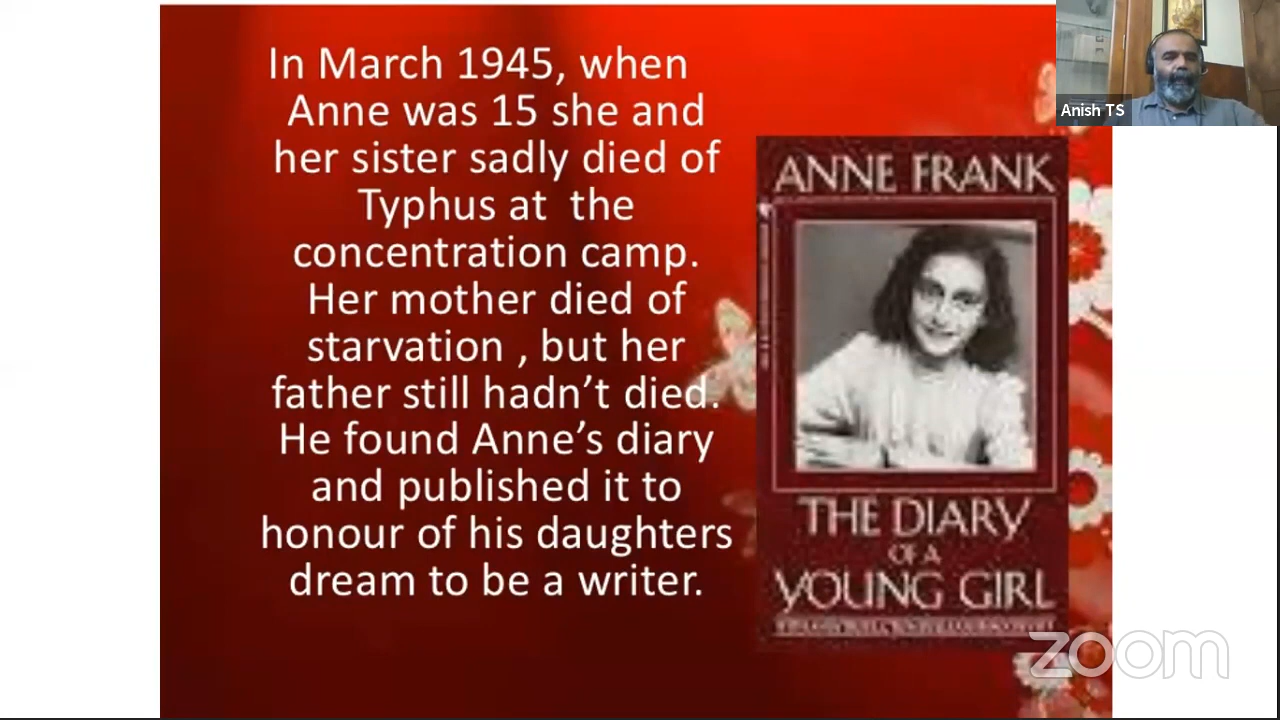 In March 1945, when
Anne was 15 she and
her sister sadly died of
Typhus at the
concentration camp.
Her mother died of
starvation , but her
father still hadn’t died.
He found Anne’s diary
and published it to
honour of his daughters
dream to be a writer.
ANNE FRANK
THE DIARY
OF A
YOUNG GIRL
Anish TS
zoom